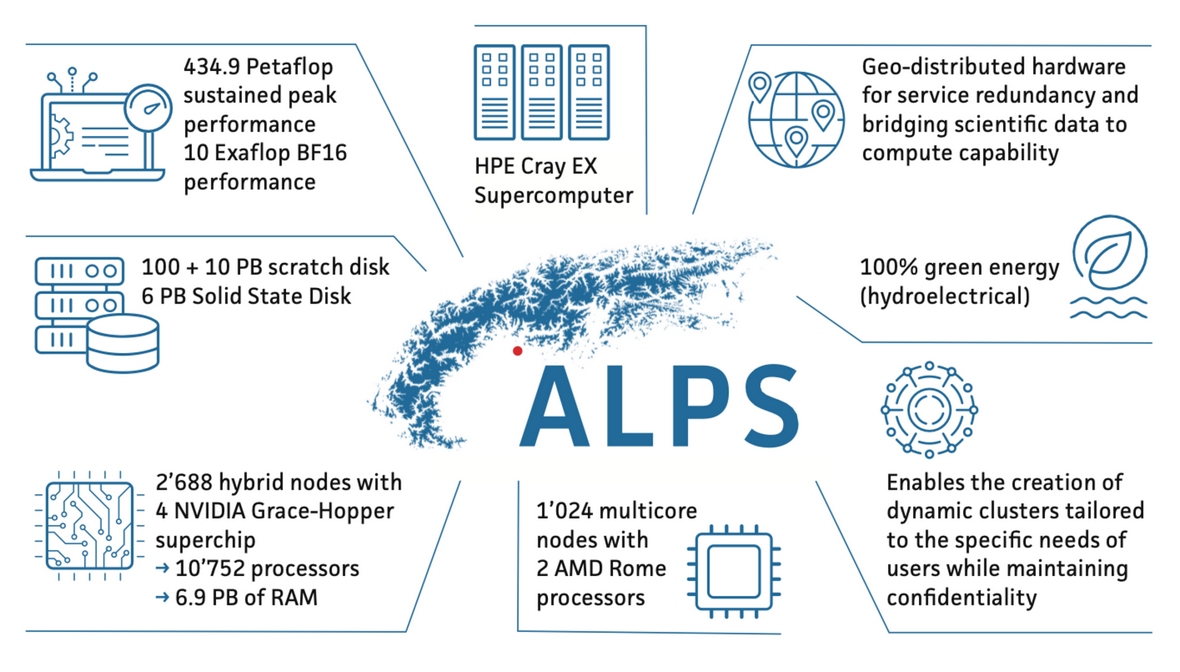 434.9 Petaflop
sustained peak
performance
10 Exaflop BF16
performance
HPE Cray EX
Supercomputer
Geo-distributed hardware
for service redundancy and
bridging scientific data to
compute capability
100 + 10 PB scratch disk
6 PB Solid State Disk
100% green energy
(hydroelectrical)
ALPS
2’688 hybrid nodes with
4 NVIDIA Grace-Hopper
superchip
→ 10’752 processors
→ 6.9 PB of RAM
1’024 multicore
nodes with
2 AMD Rome
processors
Enables the creation of
dynamic clusters tailored
to the specific needs of
users while maintaining
confidentiality